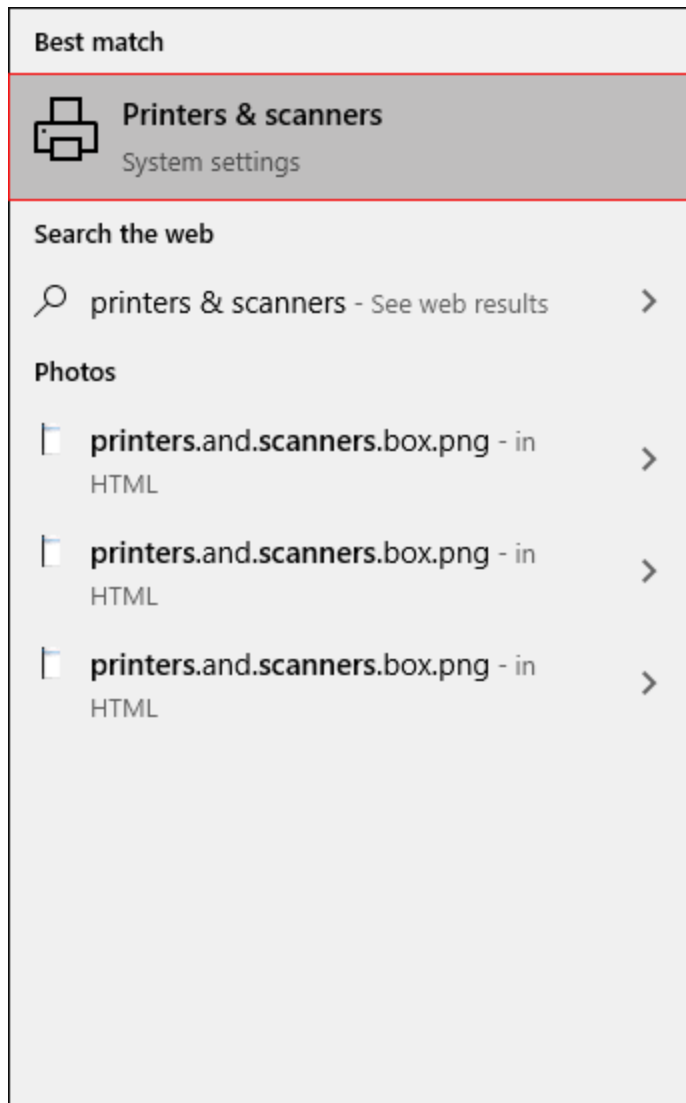 Best match
Printers & scanners
System settings
Search the web
printers & scanners - See web results
Photos
printers.and.scanners.box.png - in
HTML
printers.and.scanners.box.png - in
HTML
printers.and.scanners.box.png - in
HTML